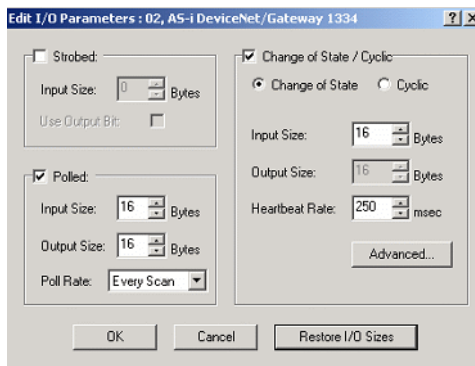 Edit I/O Parameters : 02, AS-i DeviceNet/Gateway 1334
Strobed:
Input Size: 0 Bytes
Use Output Bit:
Polled:
Input Size: 16 Bytes
Output Size: 16 Bytes
Poll Rate: Every Scan
Change of State / Cyclic
Change of State Cyclic
Input Size: 16 Bytes
Output Size: 16 Bytes
Heartbeat Rate: 250 msec
Advanced...
OK Cancel Restore I/O Sizes